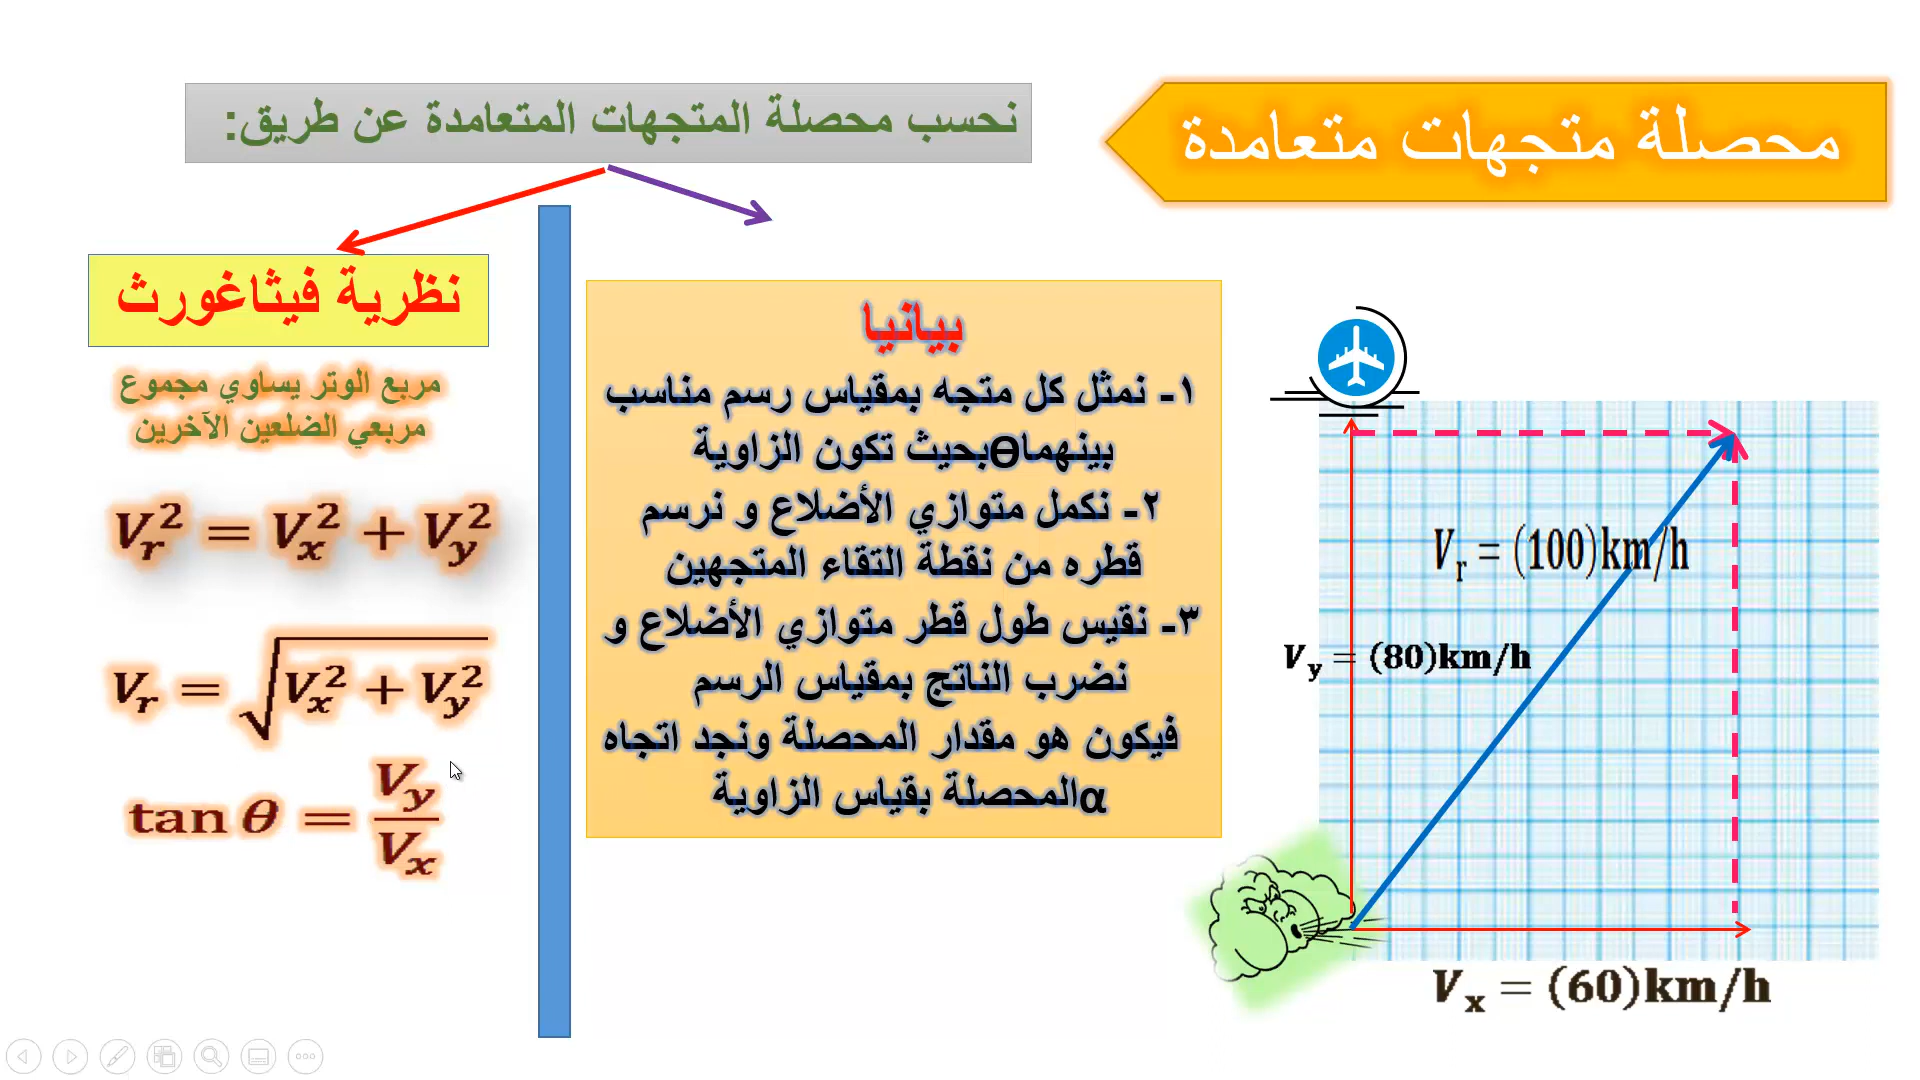 محصلة متجهات متعامدة
نحسب محصلة المتجهات المتعامدة عن طريق:
بيانيا
١- نمثل كل متجه بمقياس رسم مناسب
بحيث تكون الزاويةϴبينهما
٢- نكمل متوازي الأضلاع و نرسم
قطره من نقطة التقاء المتجهين
٣- نقيس طول قطر متوازي الأضلاع و
نضرب الناتج بمقياس الرسم
فيكون هو مقدار المحصلة ونجد اتجاه
المحصلة بقياس الزاويةα
نظرية فيثاغورث
مربع الوتر يساوي مجموع
مربعي الضلعين الآخرين
V_r^2 = V_x^2 + V_y^2
V_r = √(V_x^2 + V_y^2)
tan θ = V_y / V_x
V_r = (100)km/h
V_y = (80)km/h
V_x = (60)km/h